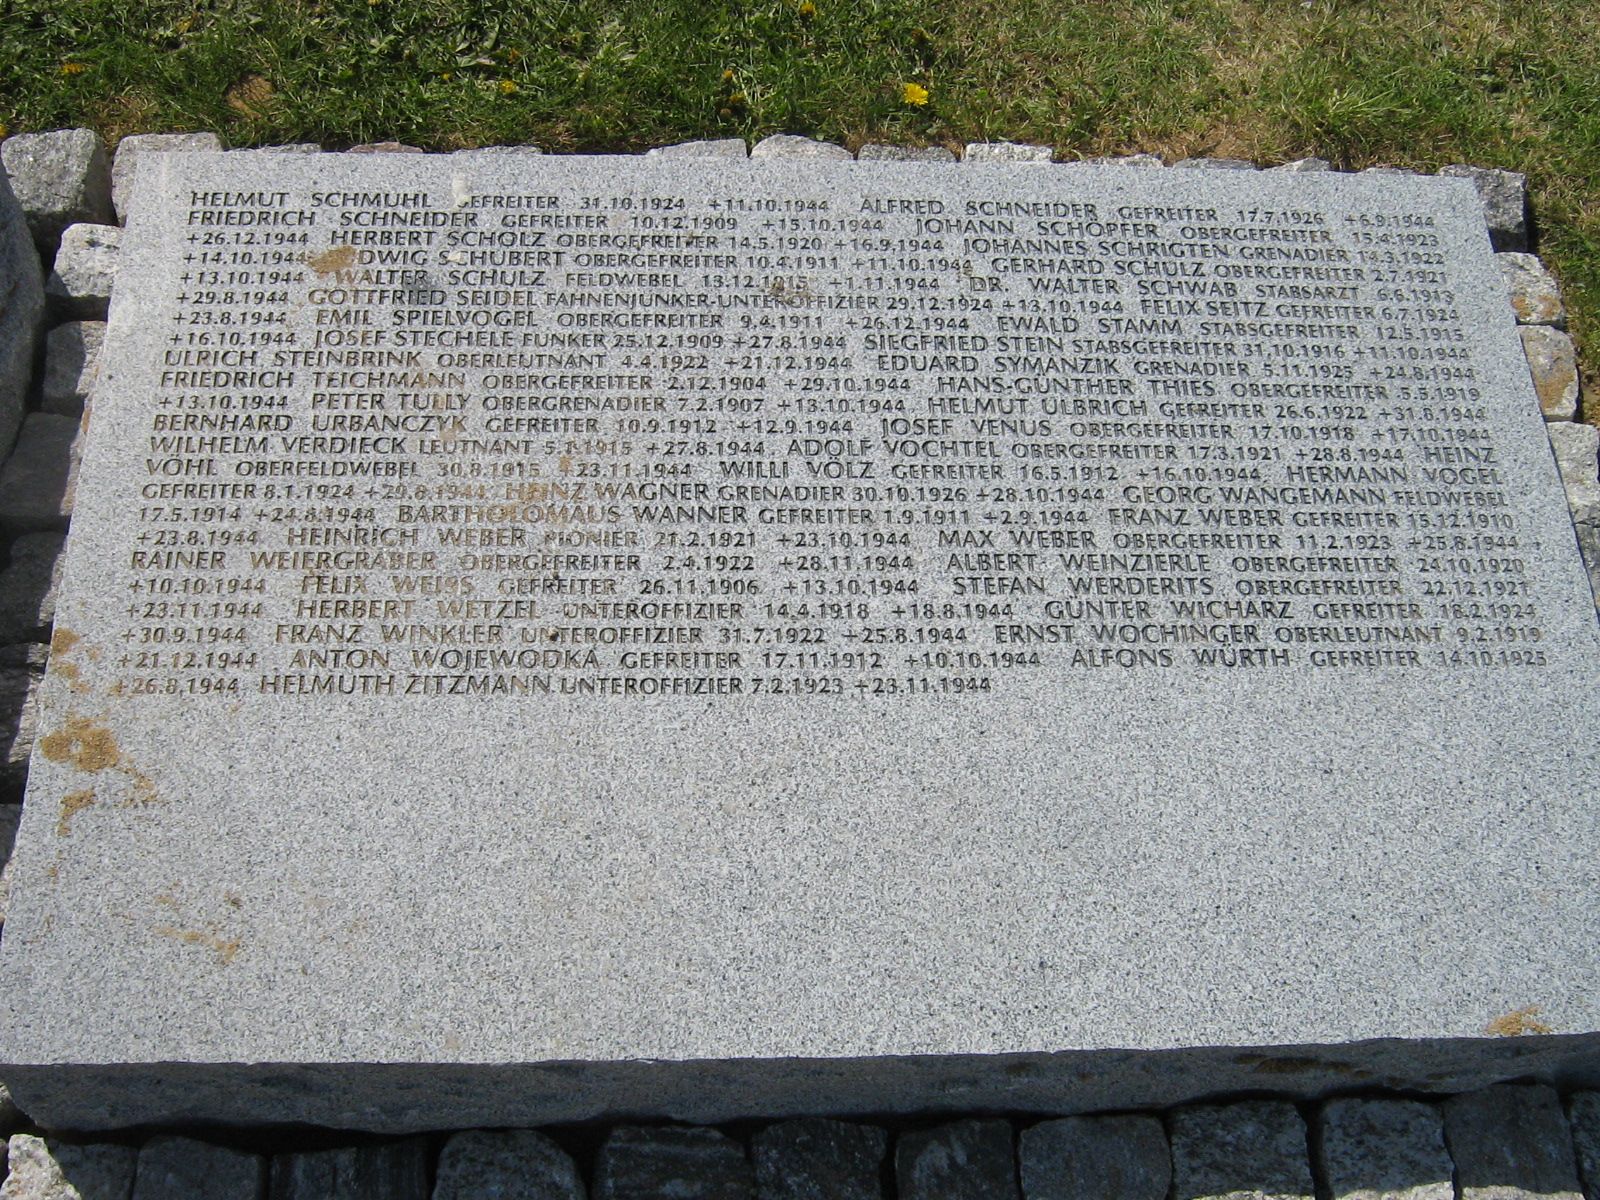 HELMUT SCHMUHL GEFREITER 31.10.1924 +11.10.1944 ALFRED SCHNEIDER GEFREITER 17.7.1926 +6.9.1944
FRIEDRICH SCHNEIDER GEFREITER 10.12.1909 +15.10.1944 JOHANN SCHÖPFER OBERGEFREITER 15.4.1923
+26.12.1944 HERBERT SCHOLZ OBERGEFREITER 14.5.1920 +16.9.1944 JOHANNES SCHRIGTEN GRENADIER 14.3.1922
+14.10.1944 LUDWIG SCHUBERT OBERGEFREITER 10.4.1911 +11.10.1944 GERHARD SCHULZ OBERGEFREITER 2.7.1921
+13.10.1944 WALTER SCHULZ FELDWEBEL 13.12.1915 +1.11.1944 DR. WALTER SCHWAB STABSARZT 6.6.1913
+29.8.1944 GOTTFRIED SEIDEL FAHNENJUNKER-UNTEROFFIZIER 29.12.1924 +13.10.1944 FELIX SEITZ GEFREITER 6.7.1924
+23.8.1944 EMIL SPIELVOGEL OBERGEFREITER 9.4.1911 +26.12.1944 EWALD STAMM STABSGEFREITER 12.5.1915
+16.10.1944 JOSEF STECHELE FUNKER 25.12.1909 +27.8.1944 SIEGFRIED STEIN STABSGEFREITER 31.10.1916 +11.10.1944
ULRICH STEINBRINK OBERLEUTNANT 4.4.1922 +21.12.1944 EDUARD SYMANZIK GRENADIER 5.11.1925 +24.8.1944
FRIEDRICH TEICHMANN OBERGEFREITER 2.12.1904 +29.10.1944 HANS-GÜNTHER THIES OBERGEFREITER 5.5.1919
+13.10.1944 PETER TULLY OBERGRENADIER 7.2.1907 +13.10.1944 HELMUT ULBRICH GEFREITER 26.6.1922 +31.8.1944
BERNHARD URBANCZYK GEFREITER 10.9.1912 +12.9.1944 JOSEF VENUS OBERGEFREITER 17.10.1918 +17.10.1944
WILHELM VERDIECK LEUTNANT 5.1.1915 +27.8.1944 ADOLF VOCHTEL OBERGEFREITER 17.3.1921 +28.8.1944 HEINZ
VÖHL OBERFELDWEBEL 30.8.1915 +23.11.1944 WILLI VÖLZ GEFREITER 16.5.1912 +16.10.1944 HERMANN VOGEL
GEFREITER 8.1.1924 +29.8.1944 HEINZ WAGNER GRENADIER 30.10.1926 +28.10.1944 GEORG WANGEMANN FELDWEBEL
17.5.1914 +24.8.1944 BARTHOLOMÄUS WANNER GEFREITER 1.9.1911 +2.9.1944 FRANZ WEBER GEFREITER 15.12.1910
+23.8.1944 HEINRICH WEBER PIONIER 21.2.1921 +23.10.1944 MAX WEBER OBERGEFREITER 11.2.1923 +25.8.1944
RAINER WEIERGRÄBER OBERGEFREITER 2.4.1922 +28.11.1944 ALBERT WEINZIERLE OBERGEFREITER 24.10.1920
+10.10.1944 FELIX WEISS GEFREITER 26.11.1906 +13.10.1944 STEFAN WERDERITS OBERGEFREITER 22.12.1921
+23.11.1944 HERBERT WETZEL UNTEROFFIZIER 14.4.1918 +18.8.1944 GÜNTER WICHARZ GEFREITER 18.2.1924
+30.9.1944 FRANZ WINKLER UNTEROFFIZIER 31.7.1922 +25.8.1944 ERNST WOCHINGER OBERLEUTNANT 9.2.1919
+21.12.1944 ANTON WOJEWODKA GEFREITER 17.11.1912 +10.10.1944 ALFONS WÜRTH GEFREITER 14.10.1925
+26.8.1944 HELMUTH ZITZMANN UNTEROFFIZIER 7.2.1923 +23.11.1944